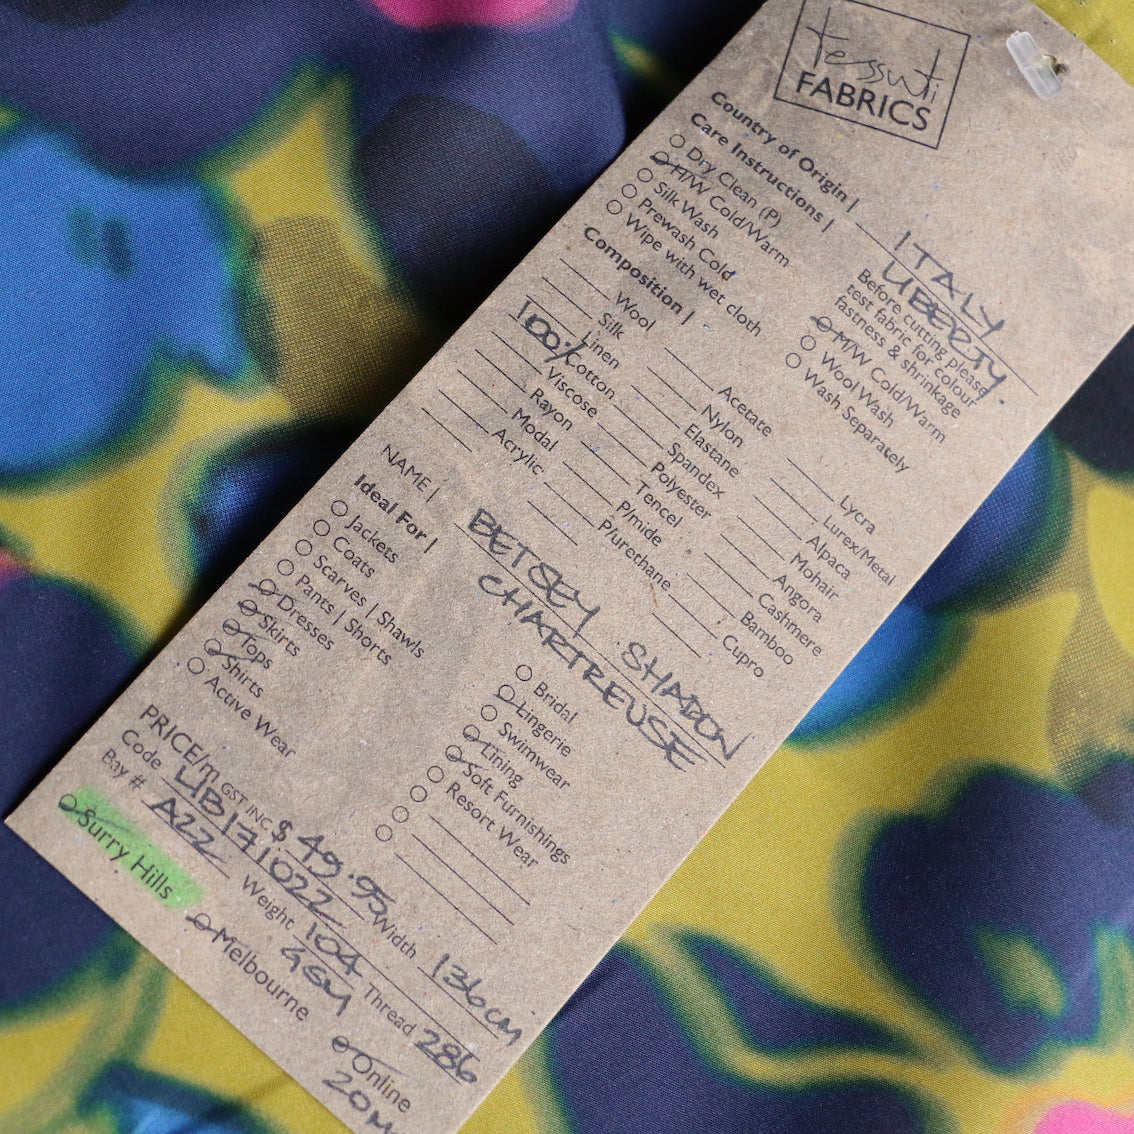 tessuti
FABRICS
Country of Origin | ITALY
Care Instructions | LIBERTY.
Dry Clean (P)
H/W Cold/Warm
Silk Wash
Prewash Cold
Wipe with wet cloth
Before cutting please
test fabric for colour
fastness & shrinkage
M/W Cold/Warm
Wool Wash
Wash Separately
Composition |
Wool
Silk
Linen
100% Cotton
Viscose
Rayon
Modal
Acrylic
Acetate
Nylon
Elastane
Spandex
Polyester
Tencel
P/mide
P/urethane
Lycra
Lurex/Metal
Alpaca
Mohair
Angora
Cashmere
Bamboo
Cupro
NAME | BETSEY SHADOW
CHARTREUSE
Ideal For |
Jackets
Coats
Scarves | Shawls
Pants | Shorts
Dresses
Skirts
Tops
Shirts
Active Wear
Bridal
Lingerie
Swimwear
Lining
Soft Furnishings
Resort Wear
PRICE/m GST INC $ 49.95 Width 136cm
Code LIB171022 Weight 104 GSM Thread 286
Bay # A22
Surry Hills
Melbourne
Online